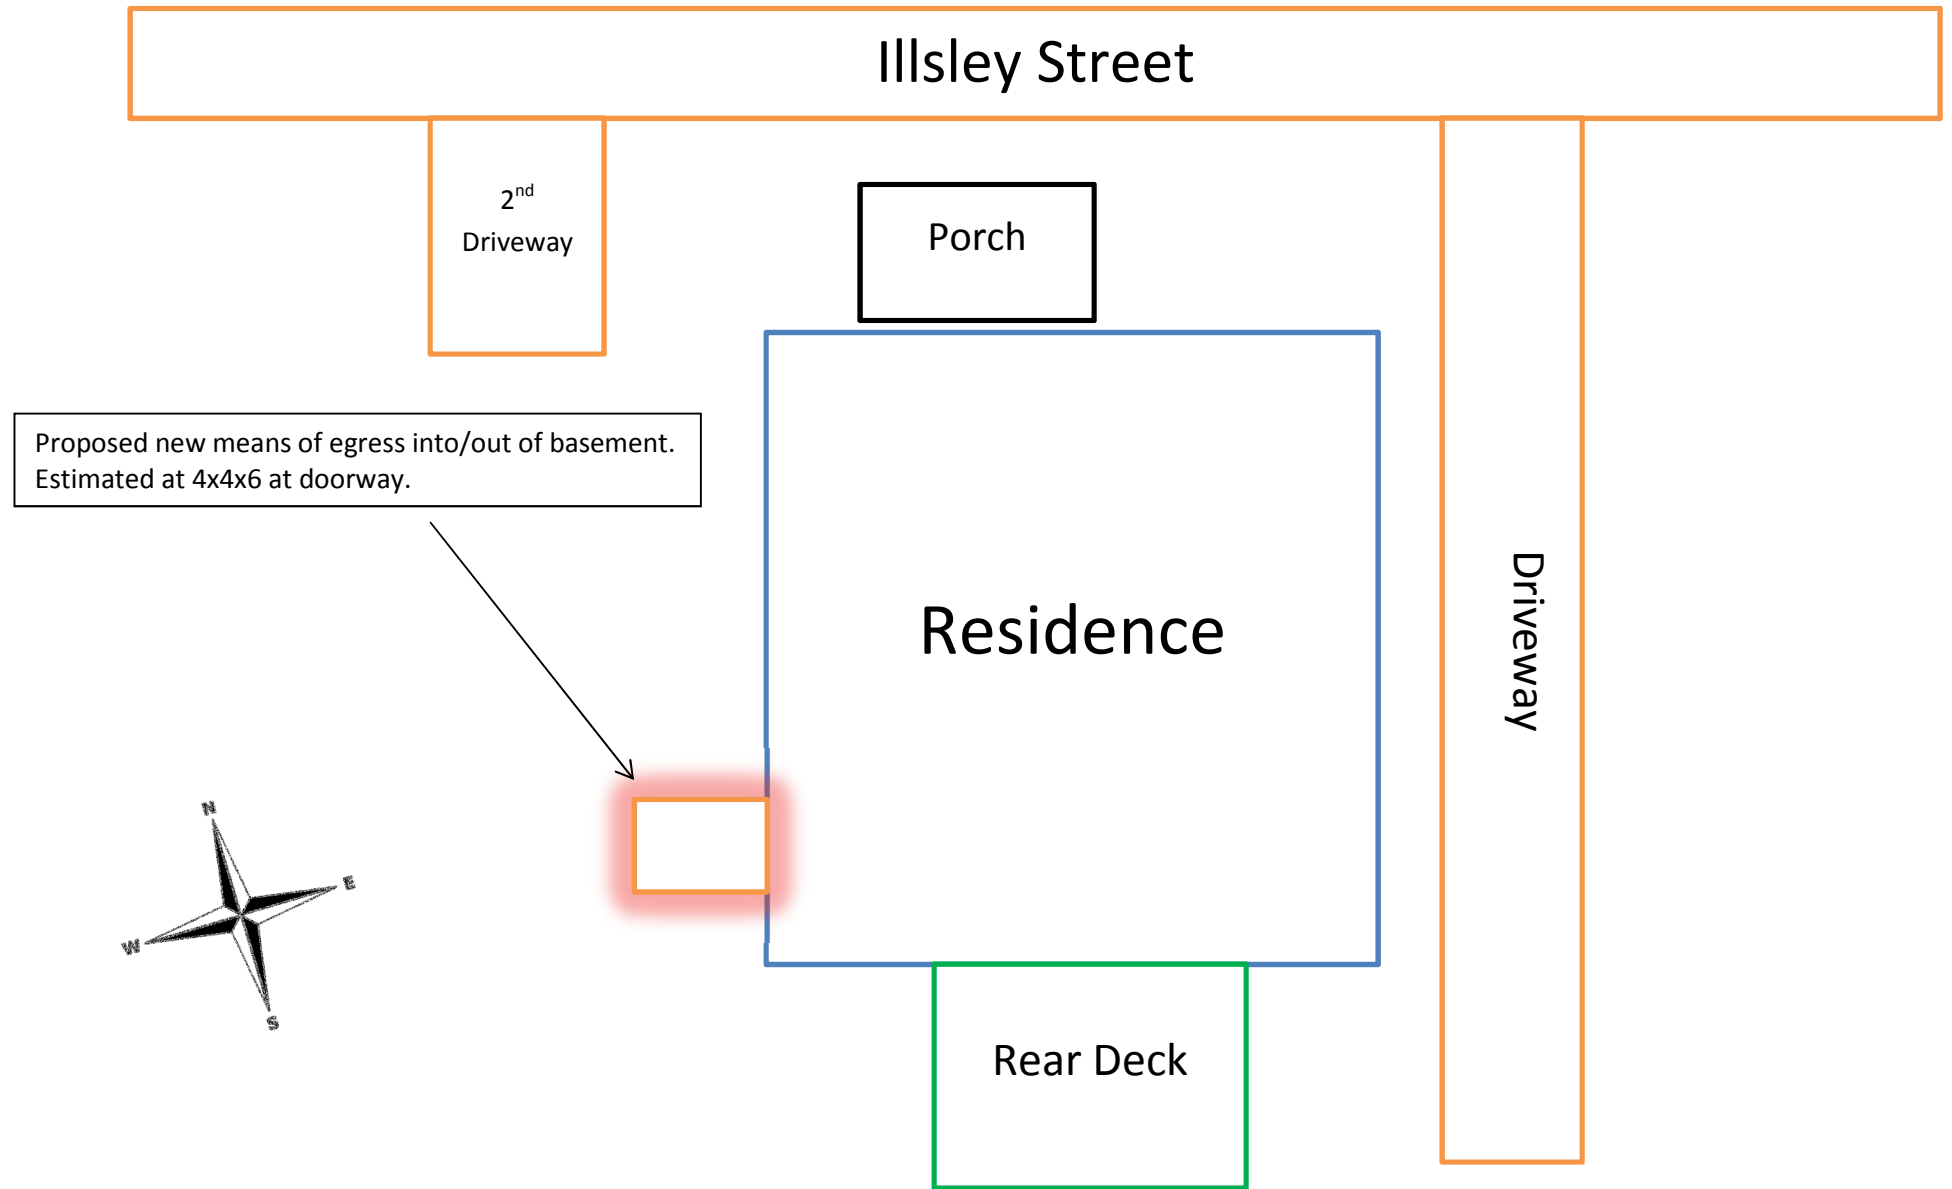 Illsley Street
2nd
Driveway
Porch
Proposed new means of egress into/out of basement.
Estimated at 4x4x6 at doorway.
Residence
Driveway
N
E
W
S
Rear Deck